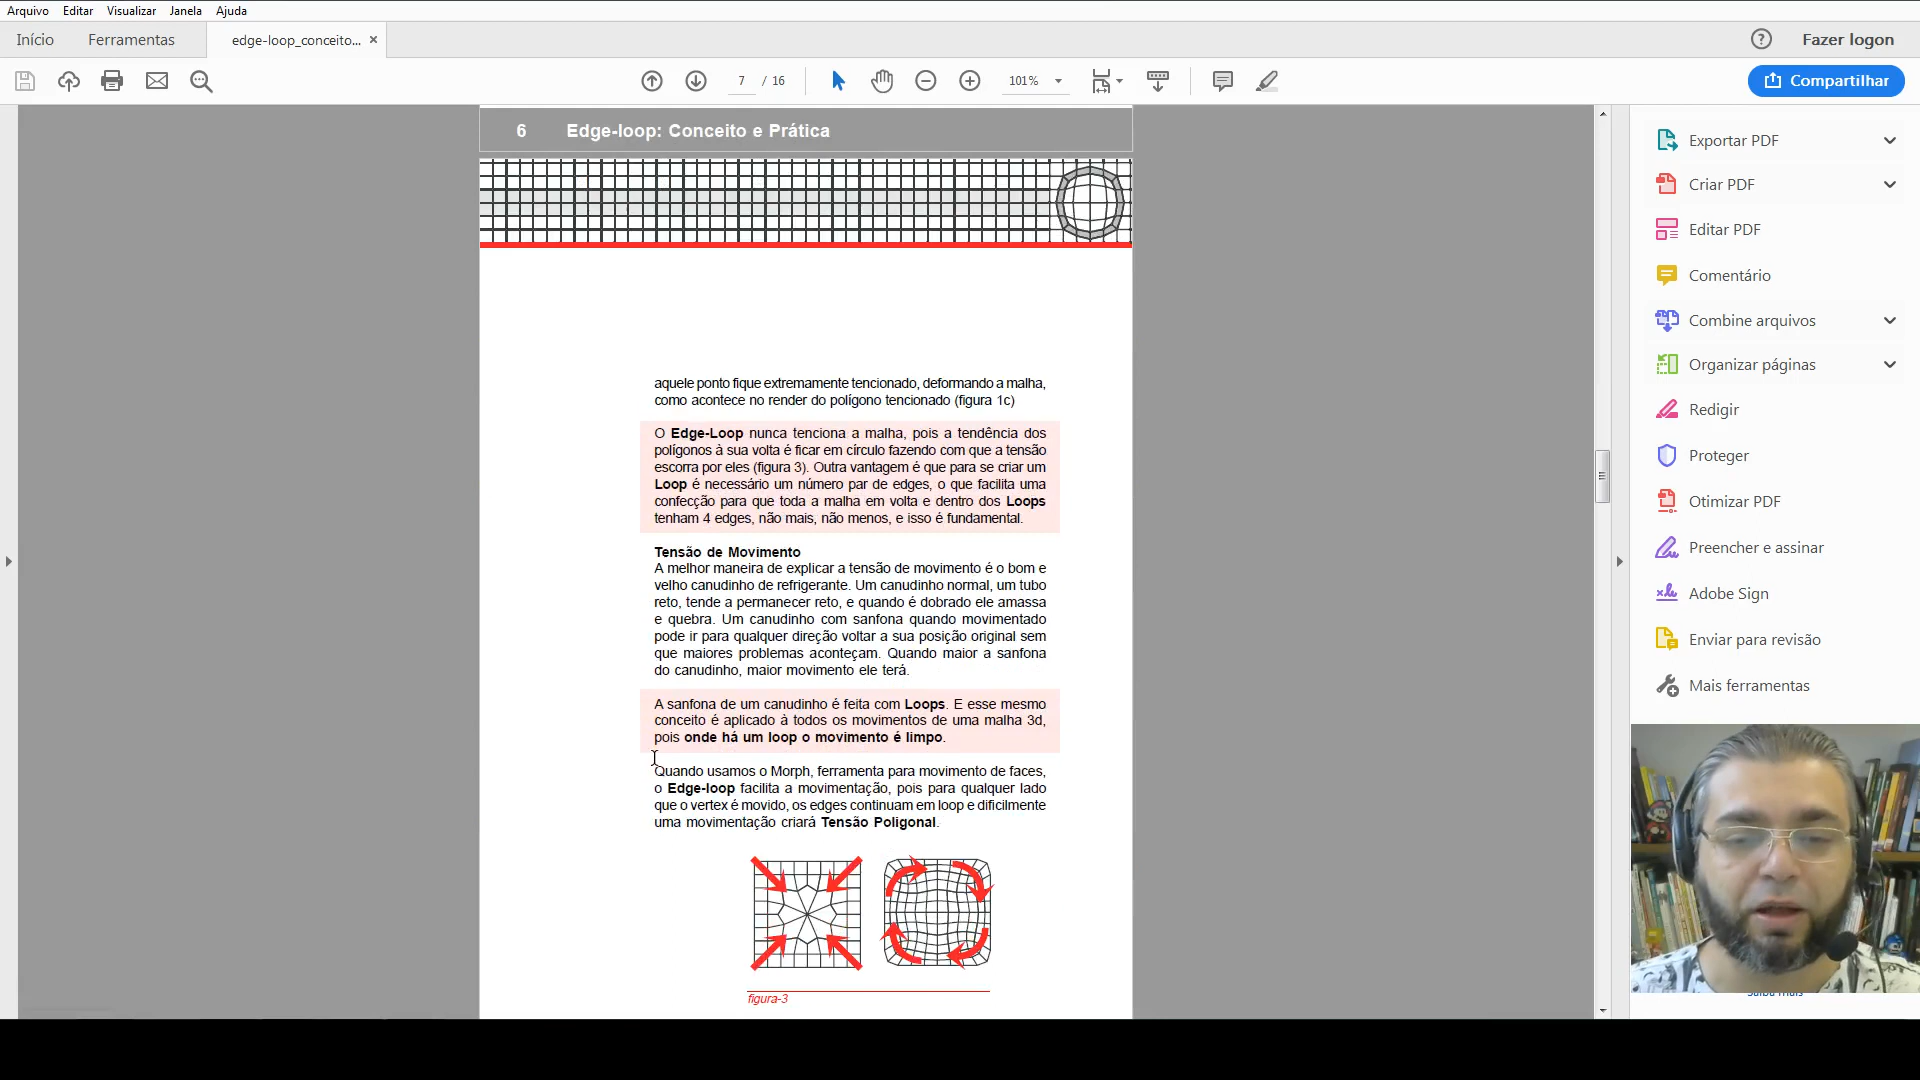 Arquivo Editar Visualizar Janela Ajuda
Início Ferramentas edge-loop_conceito... × Fazer logon
7 / 16 101% Compartilhar
6 Edge-loop: Conceito e Prática
aquele ponto fique extremamente tencionado, deformando a malha,
como acontece no render do polígono tencionado (figura 1c)
O Edge-Loop nunca tenciona a malha, pois a tendência dos
polígonos à sua volta é ficar em círculo fazendo com que a tensão
escorra por eles (figura 3). Outra vantagem é que para se criar um
Loop é necessário um número par de edges, o que facilita uma
confecção para que toda a malha em volta e dentro dos Loops
tenham 4 edges, não mais, não menos, e isso é fundamental.
Tensão de Movimento
A melhor maneira de explicar a tensão de movimento é o bom e
velho canudinho de refrigerante. Um canudinho normal, um tubo
reto, tende a permanecer reto, e quando é dobrado ele amassa
e quebra. Um canudinho com sanfona quando movimentado
pode ir para qualquer direção voltar a sua posição original sem
que maiores problemas aconteçam. Quando maior a sanfona
do canudinho, maior movimento ele terá.
A sanfona de um canudinho é feita com Loops. E esse mesmo
conceito é aplicado à todos os movimentos de uma malha 3d,
pois onde há um loop o movimento é limpo.
Quando usamos o Morph, ferramenta para movimento de faces,
o Edge-loop facilita a movimentação, pois para qualquer lado
que o vertex é movido, os edges continuam em loop e dificilmente
uma movimentação criará Tensão Poligonal.
figura-3
Exportar PDF
Criar PDF
Editar PDF
Comentário
Combine arquivos
Organizar páginas
Redigir
Proteger
Otimizar PDF
Preencher e assinar
Adobe Sign
Enviar para revisão
Mais ferramentas